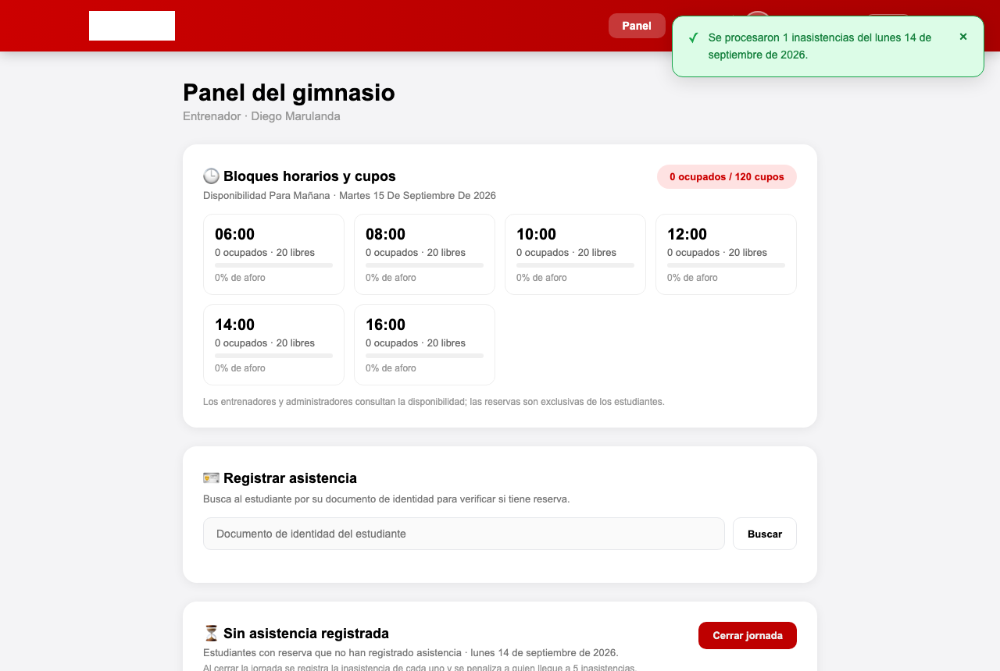 Panel
✓ Se procesaron 1 inasistencias del lunes 14 de
septiembre de 2026.
×
Panel del gimnasio
Entrenador · Diego Marulanda
Bloques horarios y cupos
0 ocupados / 120 cupos
Disponibilidad Para Mañana · Martes 15 De Septiembre De 2026
06:00
0 ocupados · 20 libres
0% de aforo
08:00
0 ocupados · 20 libres
0% de aforo
10:00
0 ocupados · 20 libres
0% de aforo
12:00
0 ocupados · 20 libres
0% de aforo
14:00
0 ocupados · 20 libres
0% de aforo
16:00
0 ocupados · 20 libres
0% de aforo
Los entrenadores y administradores consultan la disponibilidad; las reservas son exclusivas de los estudiantes.
Registrar asistencia
Busca al estudiante por su documento de identidad para verificar si tiene reserva.
Documento de identidad del estudiante
Buscar
Sin asistencia registrada
Cerrar jornada
Estudiantes con reserva que no han registrado asistencia · lunes 14 de septiembre de 2026.
Al cerrar la jornada se registra la inasistencia de cada uno y se penaliza a quien llegue a 5 inasistencias.